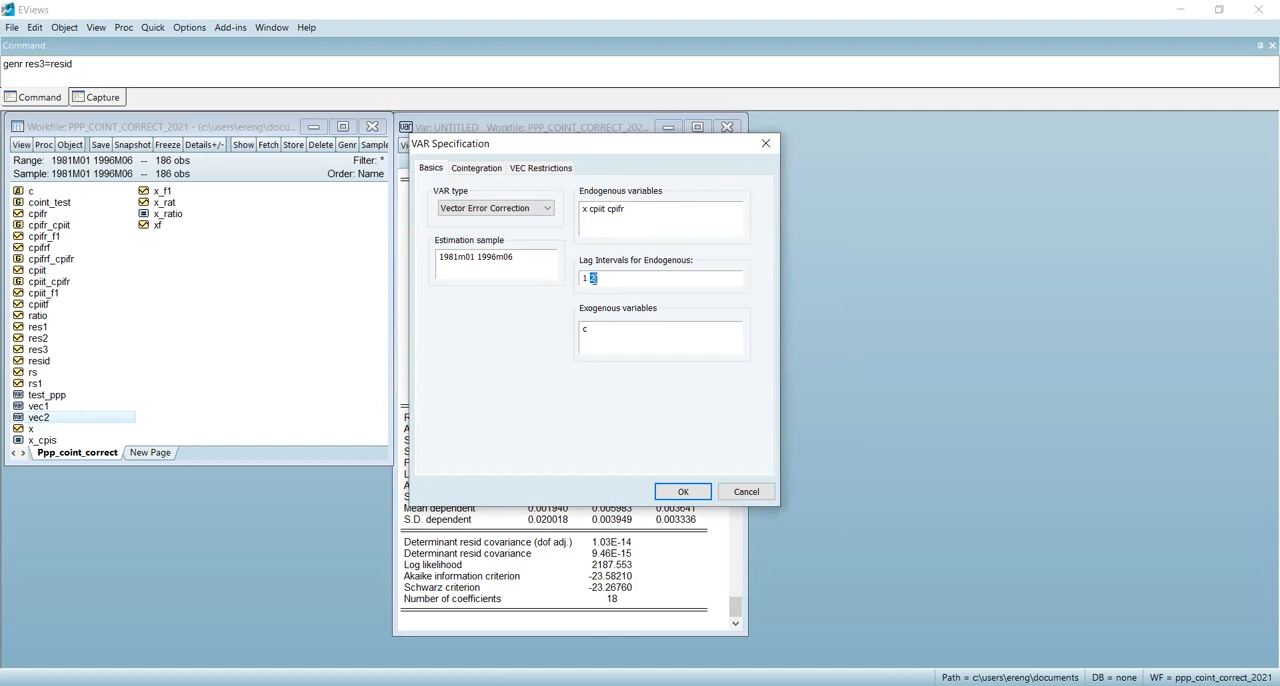 EViews
File Edit Object View Proc Quick Options Add-ins Window Help
Command
genr res3=resid
Command Capture
Workfile: PPP_COINT_CORRECT_2021 - (c:\users\ereng\docu...
View Proc Object Save Snapshot Freeze Details+/- Show Fetch Store Delete Genr Sample
Range: 1981M01 1996M06 -- 186 obs Filter: *
Sample: 1981M01 1996M06 -- 186 obs Order: Name
c
coint_test
cpifr
cpifr_cpiit
cpifr_f1
cpifrf
cpifrf_cpifr
cpiit
cpiit_cpifr
cpiit_f1
cpiitf
ratio
res1
res2
res3
resid
rs
rs1
test_ppp
vec1
vec2
x
x_cpis
x_f1
x_rat
x_ratio
xf
Ppp_coint_correct New Page
Var: UNTITLED Workfile: PPP_COINT_CORRECT_202...
VAR Specification
Basics Cointegration VEC Restrictions
VAR type
Vector Error Correction
Estimation sample
1981m01 1996m06
Endogenous variables
x cpiit cpifr
Lag Intervals for Endogenous:
1 2
Exogenous variables
c
OK Cancel
Mean dependent 0.001940 0.005983 0.003641
S.D. dependent 0.020018 0.003949 0.003336
Determinant resid covariance (dof adj.) 1.03E-14
Determinant resid covariance 9.46E-15
Log likelihood 2187.553
Akaike information criterion -23.58210
Schwarz criterion -23.26760
Number of coefficients 18
Path = c:\users\ereng\documents DB = none WF = ppp_coint_correct_2021